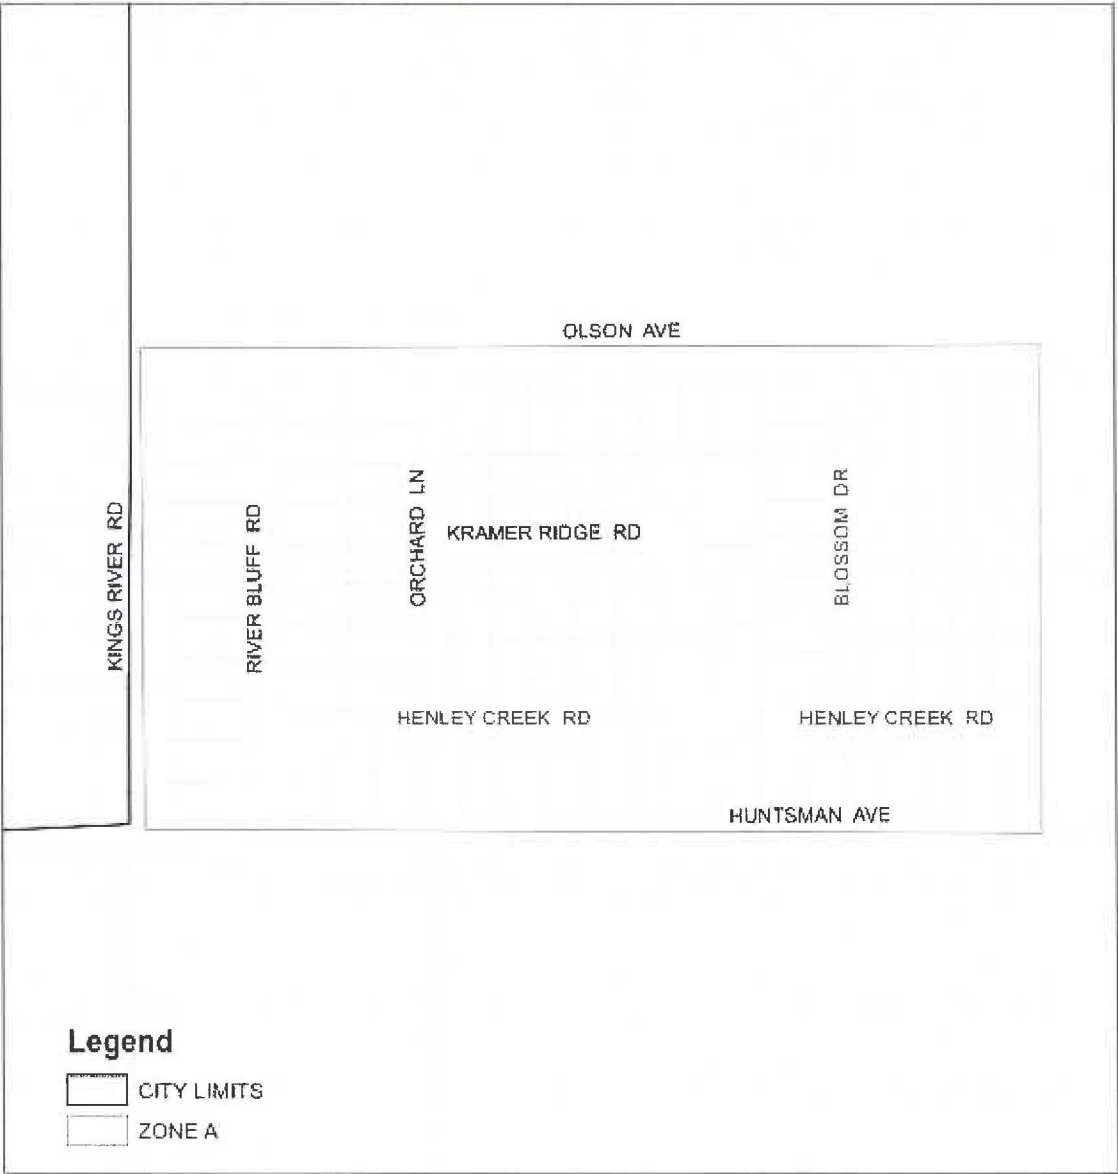 OLSON AVE
KINGS RIVER RD
RIVER BLUFF RD
ORCHARD LN
KRAMER RIDGE RD
BLOSSOM DR
HENLEY CREEK RD
HENLEY CREEK RD
HUNTSMAN AVE
Legend
CITY LIMITS
ZONE A